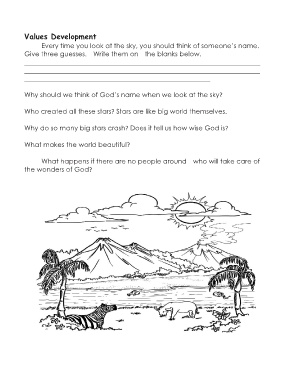 Values Development
Every time you look at the sky, you should think of someone's name.
Give three guesses. Write them on the blanks below.
Why should we think of God's name when we look at the sky?
Who created all these stars? Stars are like big world themselves.
Why do so many big stars crash? Does it tell us how wise God is?
What makes the world beautiful?
What happens if there are no people around who will take care of
the wonders of God?